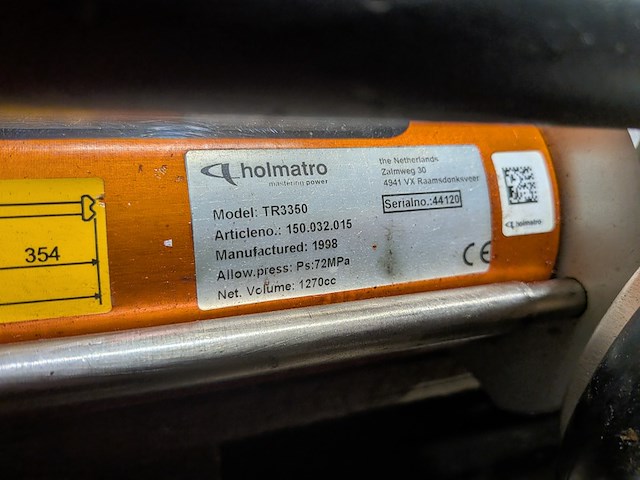 holmatro
mastering power
the Netherlands
Zalmweg 30
4941 VX Raamsdonksveer
Serialno.:44120
Model: TR3350
Articleno.: 150.032.015
Manufactured: 1998
Allow.press: Ps:72MPa
Net. Volume: 1270cc
CE
holmatro
354